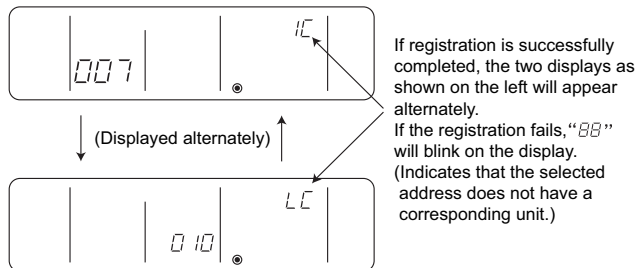 IC
007
If registration is successfully
completed, the two displays as
shown on the left will appear
alternately.
If the registration fails,“88”
will blink on the display.
(Indicates that the selected
address does not have a
corresponding unit.)
(Displayed alternately)
LC
010